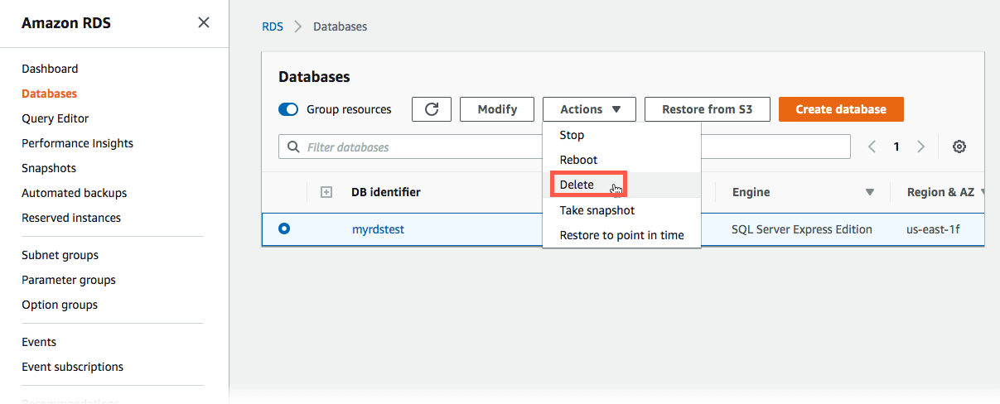 Amazon RDS
Dashboard
Databases
Query Editor
Performance Insights
Snapshots
Automated backups
Reserved instances
Subnet groups
Parameter groups
Option groups
Events
Event subscriptions
Recommendations
RDS > Databases
Databases
Group resources Modify Actions Restore from S3 Create database
Stop
Reboot
Delete
Take snapshot
Restore to point in time
Filter databases 1
DB identifier Engine Region & AZ
myrdstest SQL Server Express Edition us-east-1f